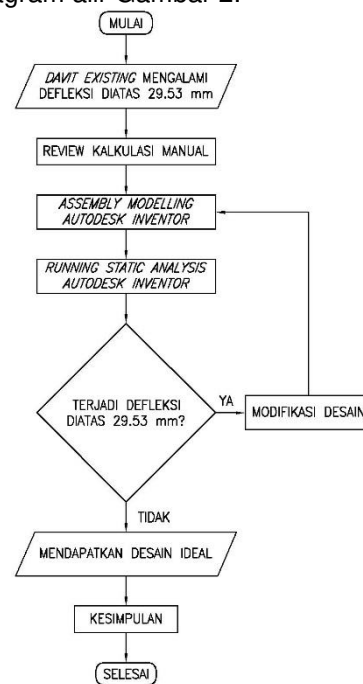 agram alir Gambar 2.
MULAI
DAVIT EXISTING MENGALAMI
DEFLEKSI DIATAS 29.53 mm
REVIEW KALKULASI MANUAL
ASSEMBLY MODELLING
AUTODESK INVENTOR
RUNNING STATIC ANALYSIS
AUTODESK INVENTOR
TERJADI DEFLEKSI
DIATAS 29.53 mm?
YA
MODIFIKASI DESAIN
TIDAK
MENDAPATKAN DESAIN IDEAL
KESIMPULAN
SELESAI